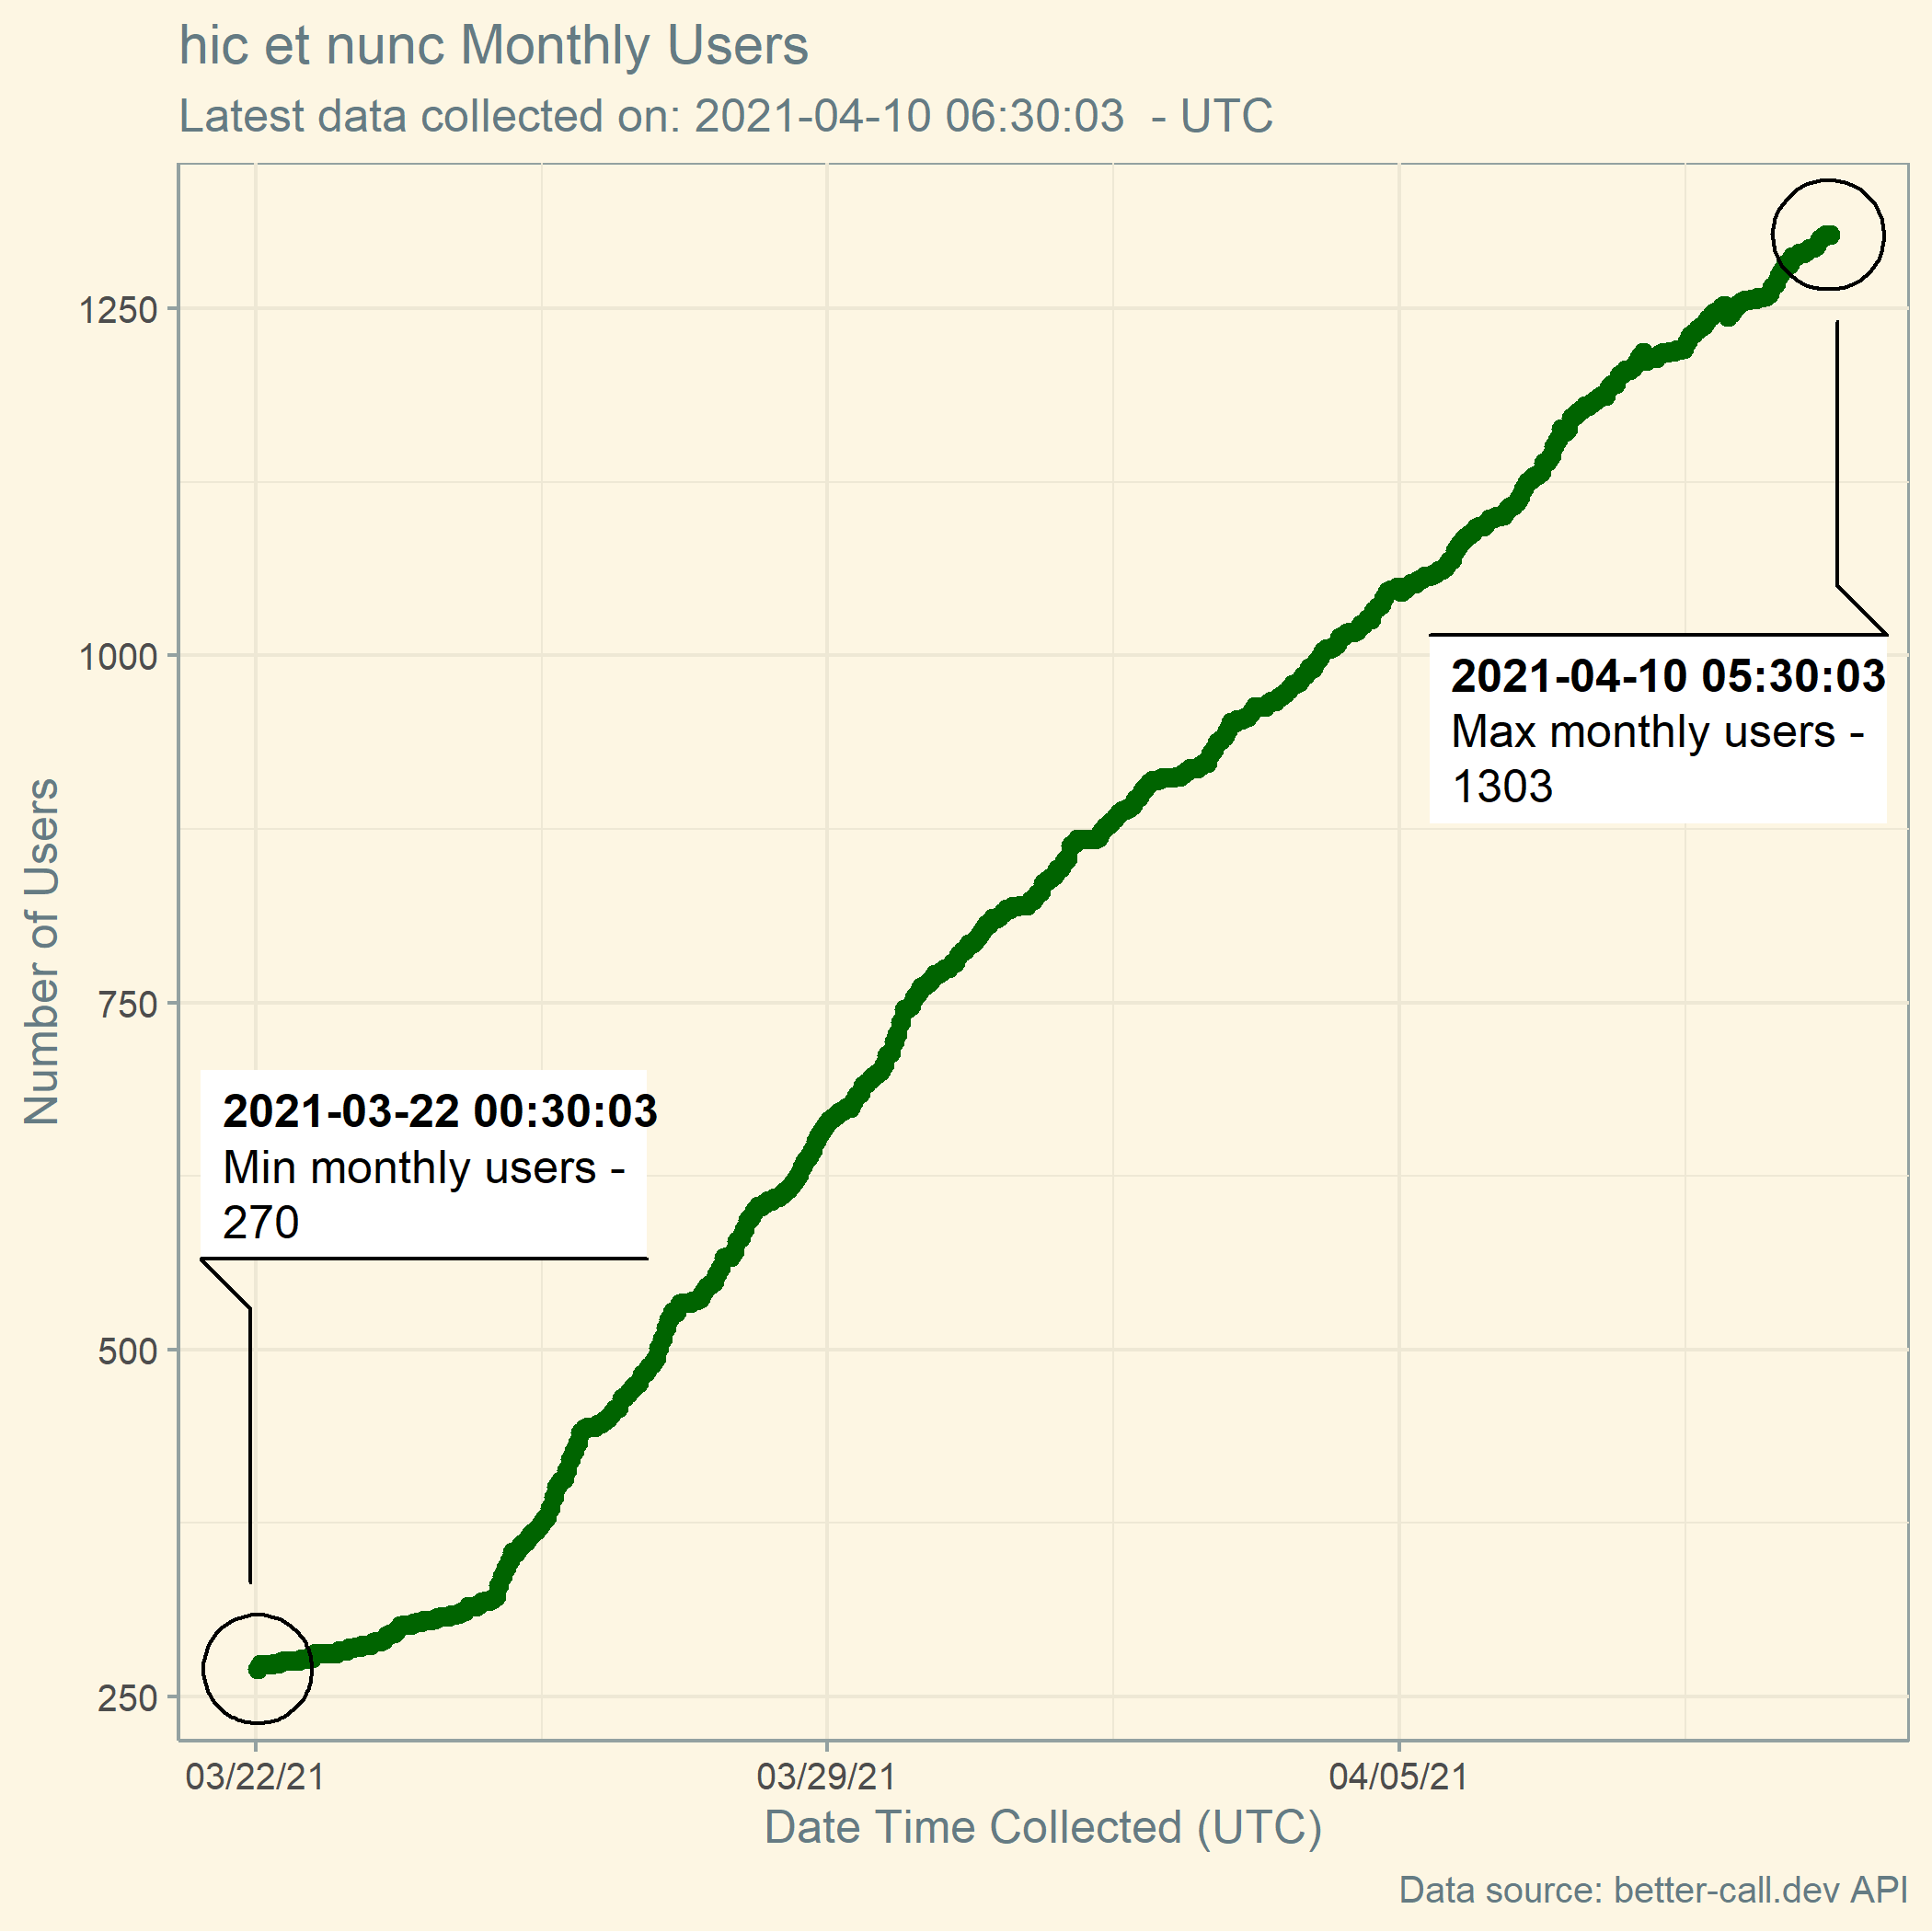 hic et nunc Monthly Users
Latest data collected on: 2021-04-10 06:30:03  - UTC
1250
1000
750
500
250
Number of Users
2021-04-10 05:30:03
Max monthly users -
1303
2021-03-22 00:30:03
Min monthly users -
270
03/22/21
03/29/21
04/05/21
Date Time Collected (UTC)
Data source: better-call.dev API